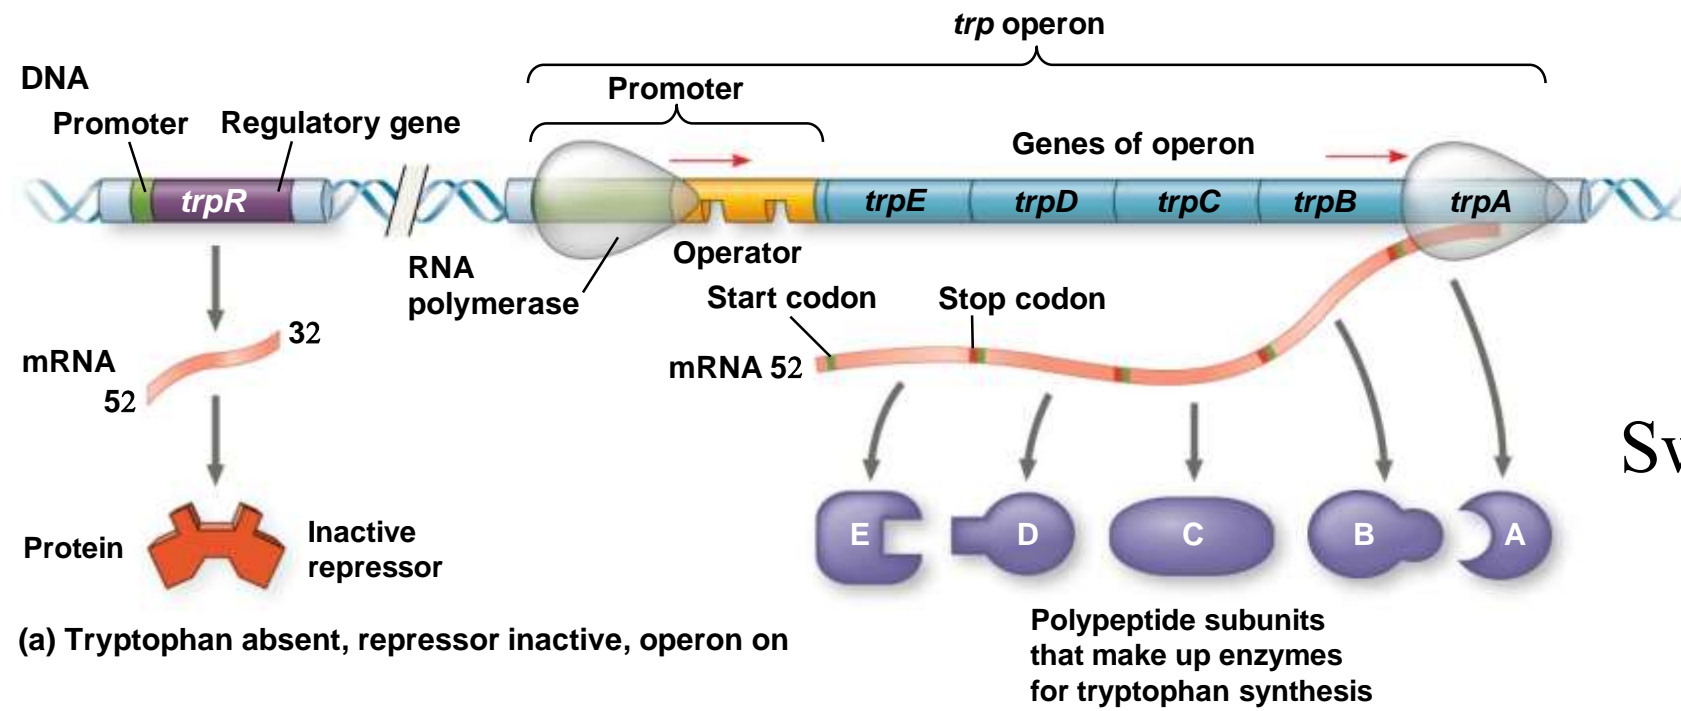 trp operon
DNA
Promoter
Promoter
Regulatory gene
Genes of operon
trpR
trpE
trpD
trpC
trpB
trpA
RNA
polymerase
Operator
Start codon
Stop codon
mRNA
32
52
mRNA 52
Sv
Protein
Inactive
repressor
E
D
C
B
A
(a) Tryptophan absent, repressor inactive, operon on
Polypeptide subunits
that make up enzymes
for tryptophan synthesis